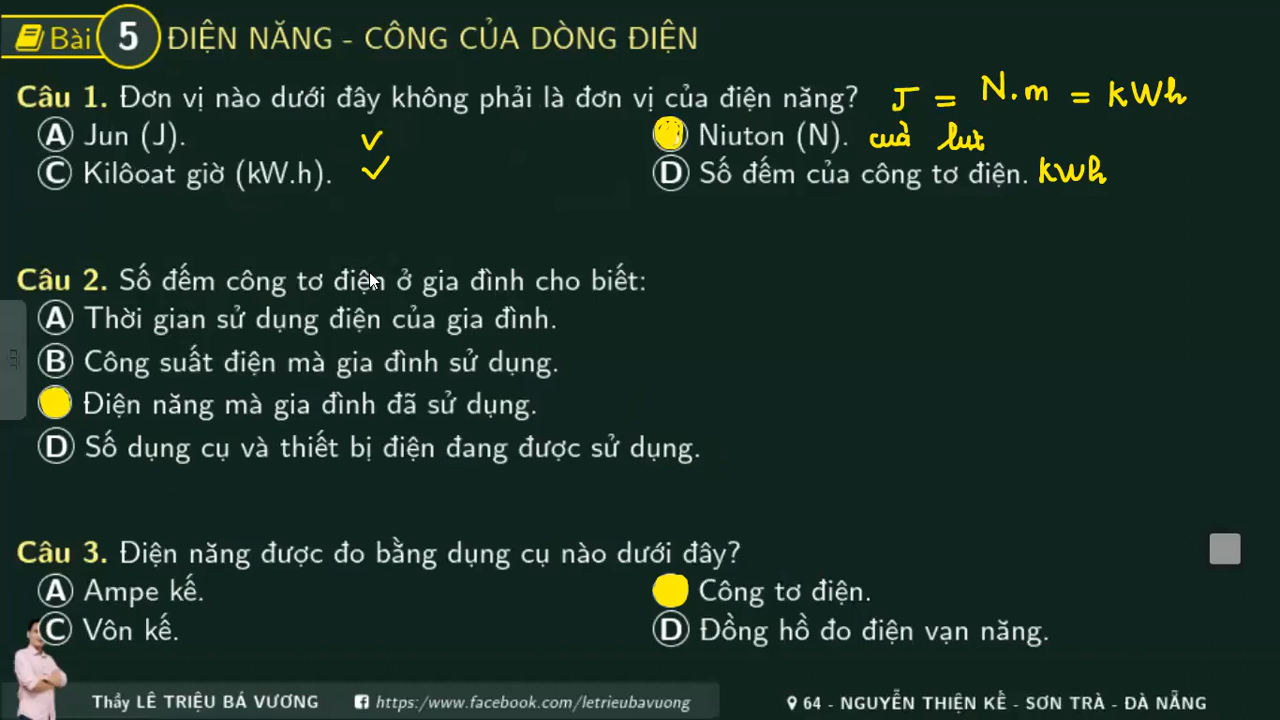 Bài 5 ĐIỆN NĂNG - CÔNG CỦA DÒNG ĐIỆN
Câu 1. Đơn vị nào dưới đây không phải là đơn vị của điện năng? J = N.m = kWh
A Jun (J). Niuton (N). của lực
C Kilôoat giờ (kW.h). D Số đếm của công tơ điện. kWh
Câu 2. Số đếm công tơ điện ở gia đình cho biết:
A Thời gian sử dụng điện của gia đình.
B Công suất điện mà gia đình sử dụng.
Điện năng mà gia đình đã sử dụng.
D Số dụng cụ và thiết bị điện đang được sử dụng.
Câu 3. Điện năng được đo bằng dụng cụ nào dưới đây?
A Ampe kế. Công tơ điện.
C Vôn kế. D Đồng hồ đo điện vạn năng.
Thầy LÊ TRIỆU BÁ VƯƠNG https://www.facebook.com/letrieubavuong 64 - NGUYỄN THIỆN KẾ - SƠN TRÀ - ĐÀ NẴNG